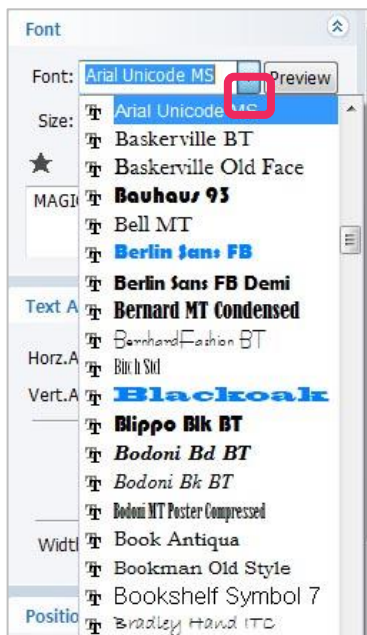 Font
Font: Arial Unicode MS Preview
Arial Unicode MS
Size:
Baskerville BT
Baskerville Old Face
MAGI
Bauhaus 93
Bell MT
Berlin Sans FB
Berlin Sans FB Demi
Text A
Bernard MT Condensed
BernhardFashion BT
Horz.A
Birch Std
Vert.A
Blackoak
Blippo Blk BT
Bodoni Bd BT
Bodoni Bk BT
Bodoni MT Poster Compressed
Widt
Book Antiqua
Bookman Old Style
Bookshelf Symbol 7
Positio
Bradley Hand ITC